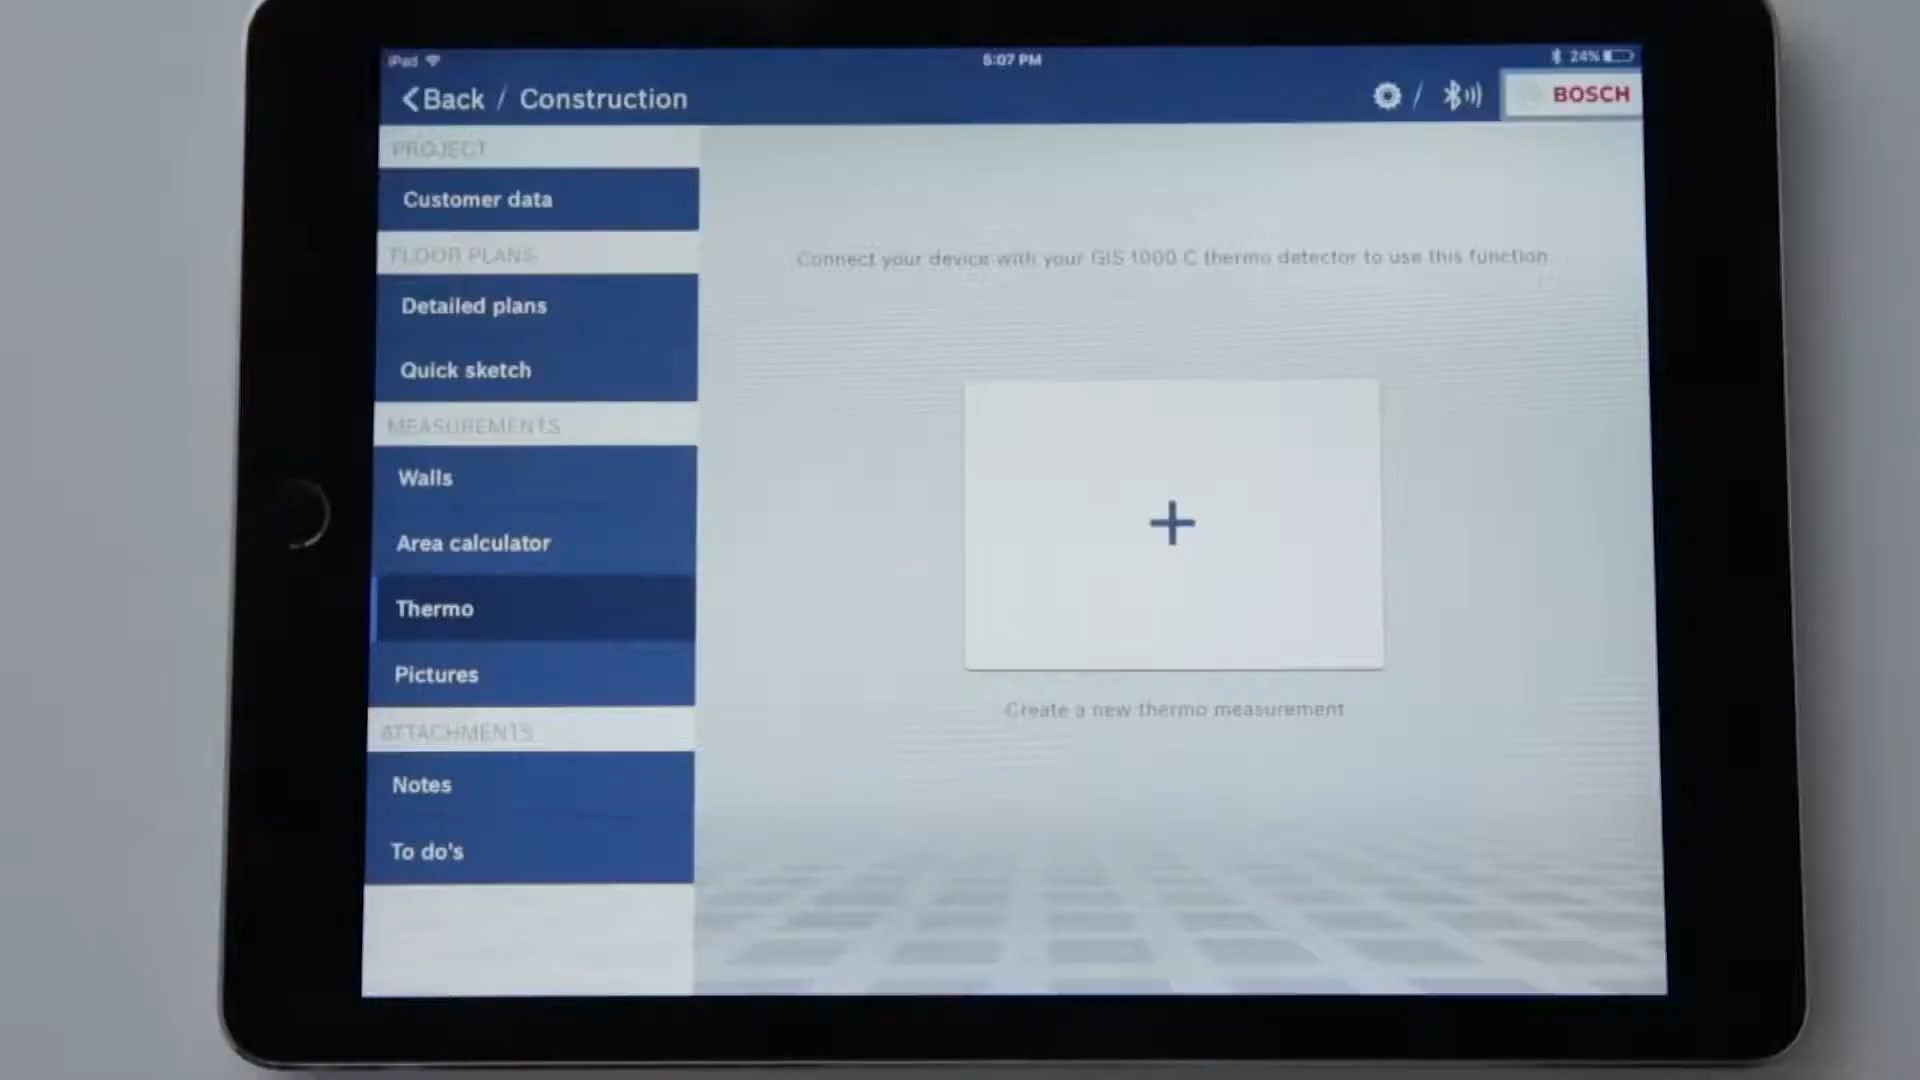 iPad
5:07 PM
24%
Back / Construction
BOSCH
PROJECT
Customer data
FLOOR PLANS
Detailed plans
Quick sketch
MEASUREMENTS
Walls
Area calculator
Thermo
Pictures
ATTACHMENTS
Notes
To do's
Connect your device with your GIS 1000 C thermo detector to use this function
Create a new thermo measurement